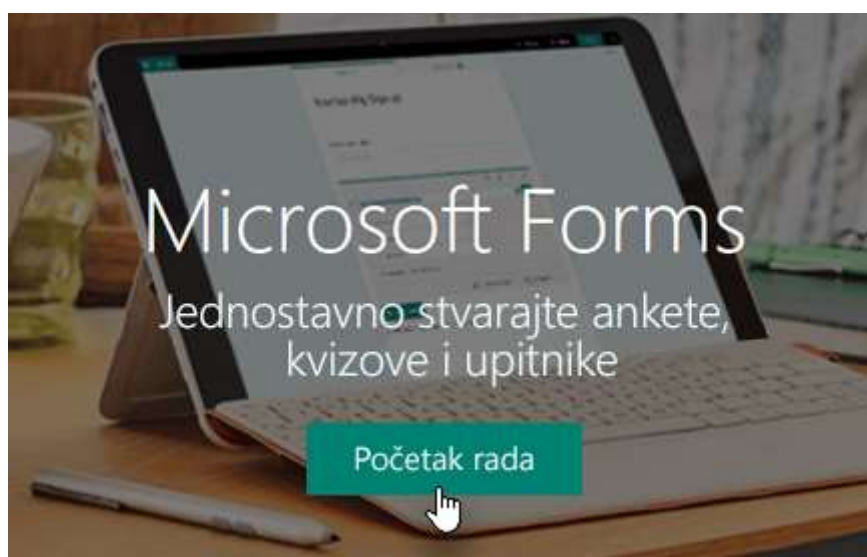 Microsoft Forms
Jednostavno stvarajte ankete,
kvizove i upitnike
Početak rada